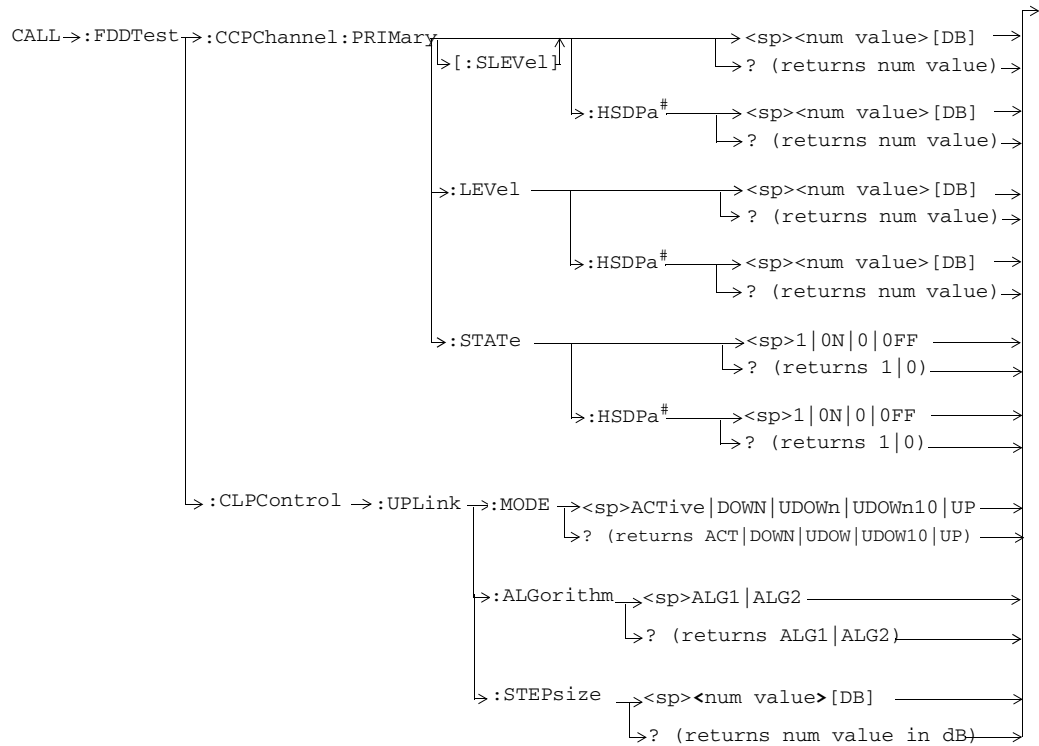 CALL :FDDTest :CCPChannel:PRIMary <sp><num value>[DB]
[:SLEVel] ? (returns num value)
:HSDPa# <sp><num value>[DB]
? (returns num value)
:LEVel <sp><num value>[DB]
? (returns num value)
:HSDPa# <sp><num value>[DB]
? (returns num value)
:STATe <sp>1|0N|0|0FF
? (returns 1|0)
:HSDPa# <sp>1|0N|0|0FF
? (returns 1|0)
:CLPControl :UPLink :MODE <sp>ACTive|DOWN|UDOWn|UDOWn10|UP
? (returns ACT|DOWN|UDOW|UDOW10|UP)
:ALGorithm <sp>ALG1|ALG2
? (returns ALG1|ALG2)
:STEPsize <sp><num value>[DB]
? (returns num value in dB)